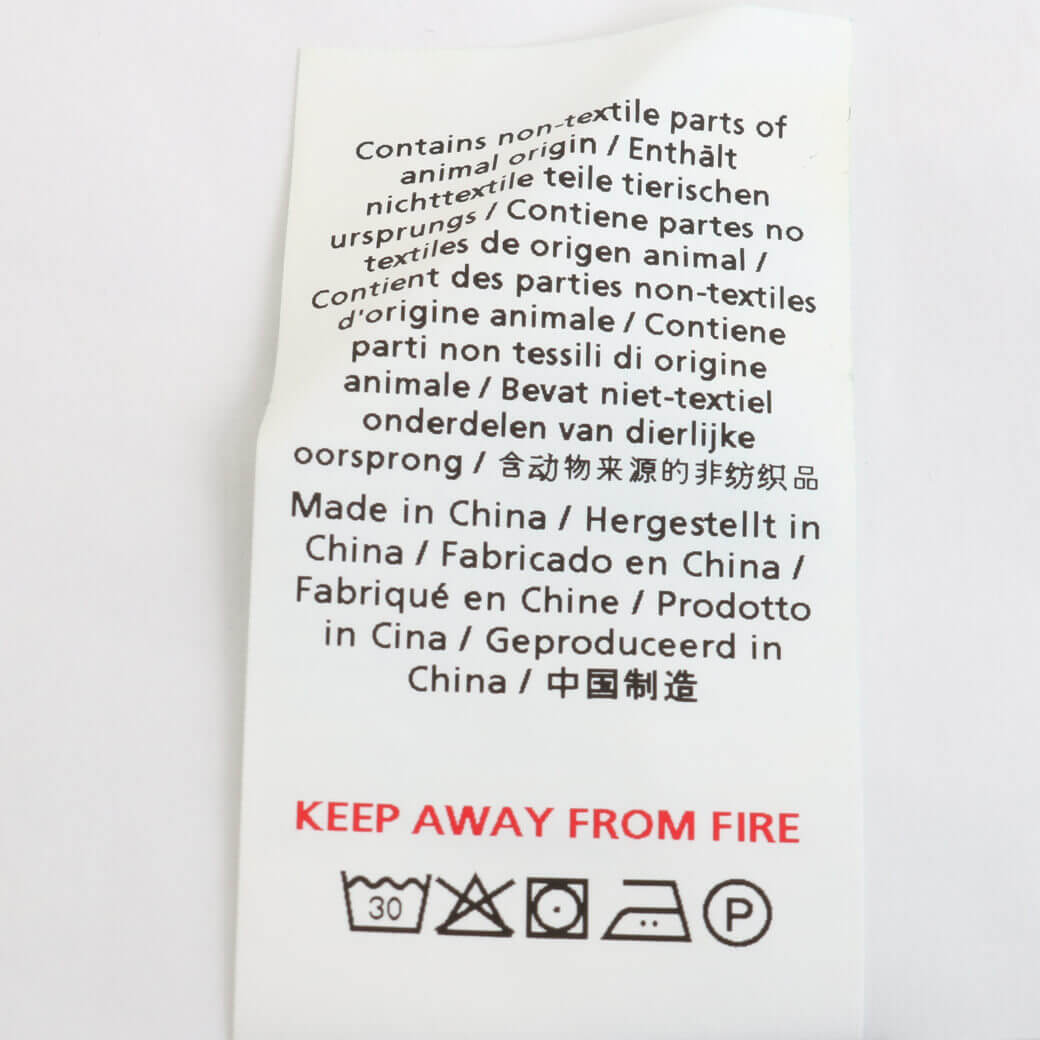 Contains non-textile parts of
animal origin / Enthālt
nichttextile teile tierischen
ursprungs / Contiene partes no
textiles de origen animal /
Contient des parties non-textiles
d'origine animale / Contiene
parti non tessili di origine
animale / Bevat niet-textiel
onderdelen van dierlijke
oorsprong / 含动物来源的非纺织品
Made in China / Hergestellt in
China / Fabricado en China /
Fabriqué en Chine / Prodotto
in Cina / Geproduceerd in
China / 中国制造
KEEP AWAY FROM FIRE
30 P